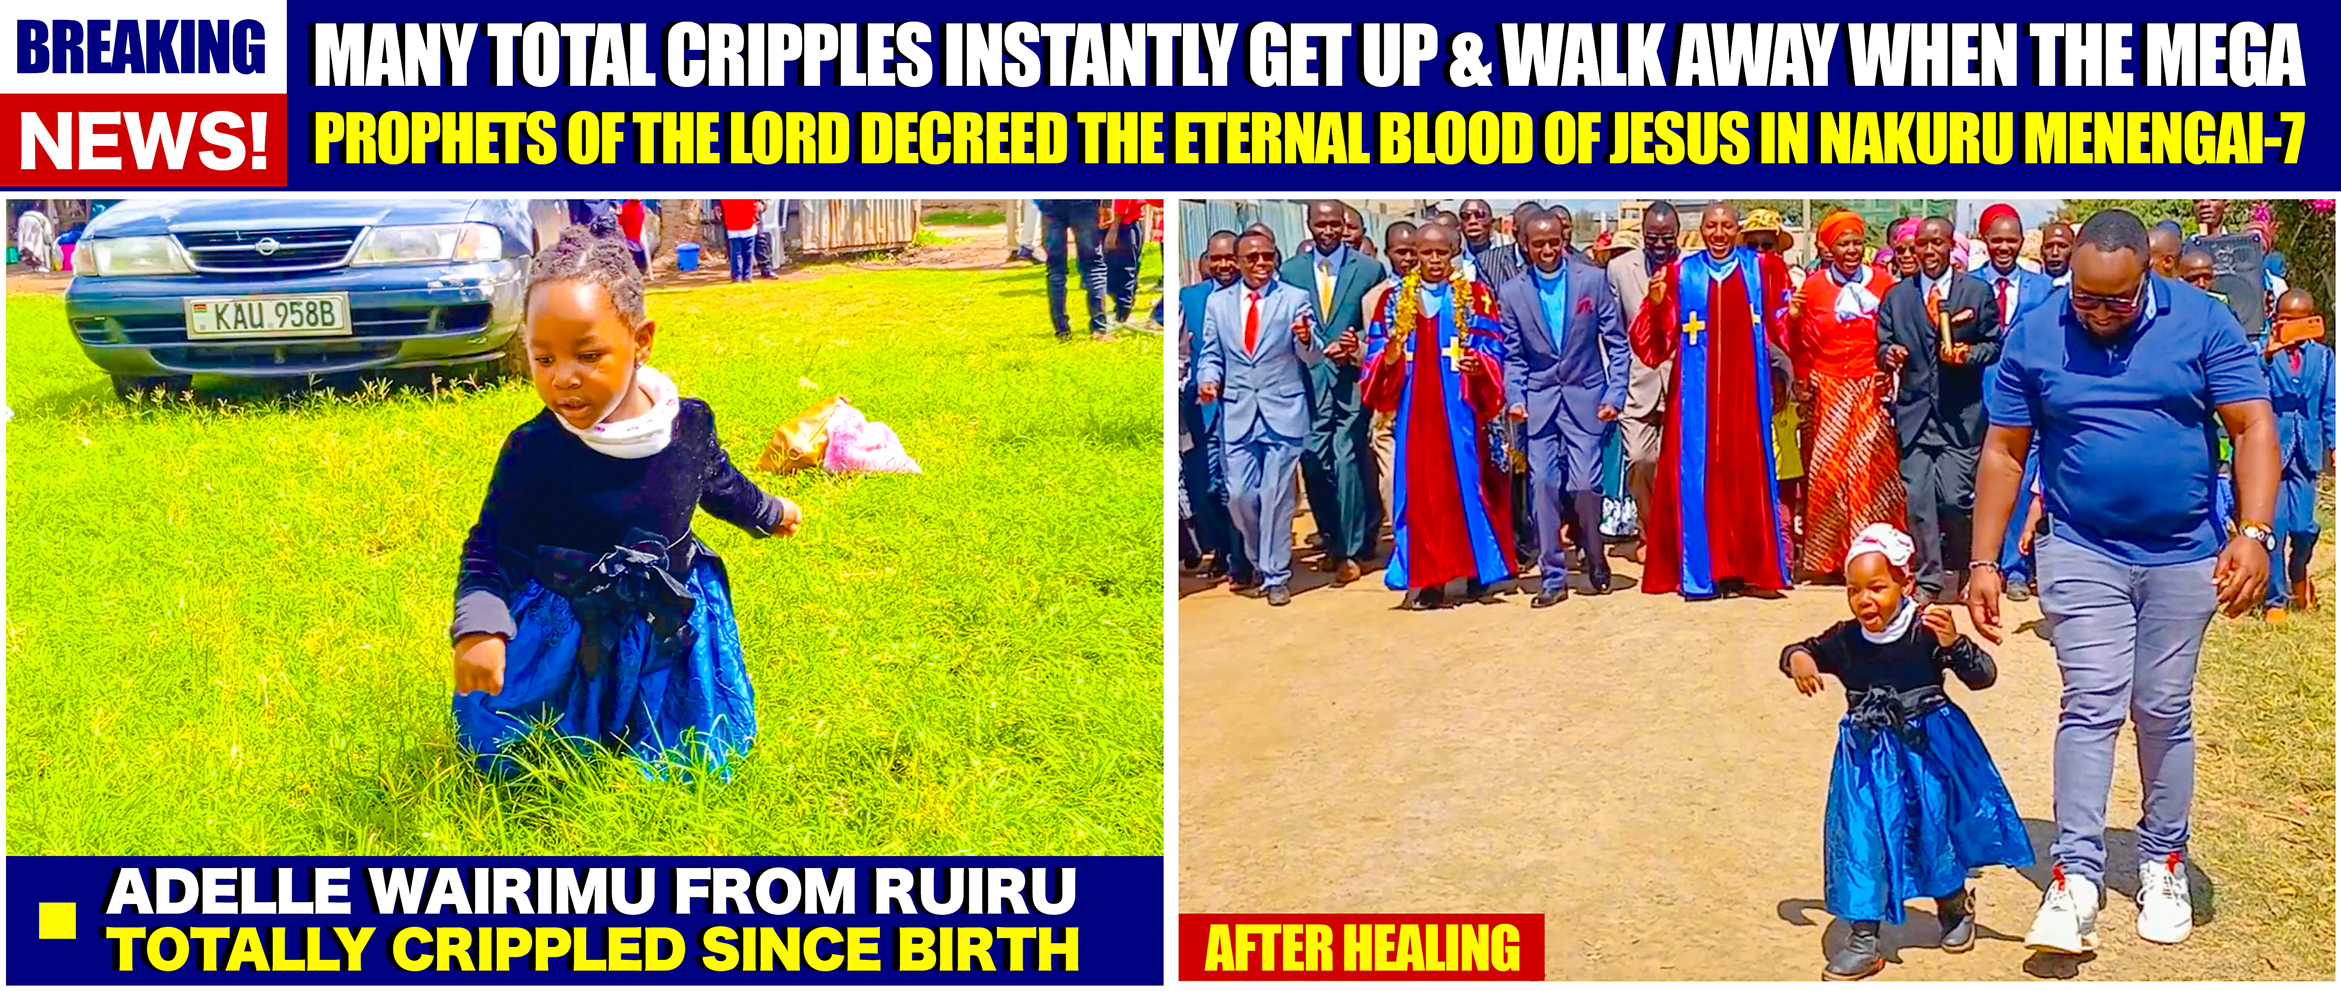 BREAKING
NEWS!
MANY TOTAL CRIPPLES INSTANTLY GET UP & WALK AWAY WHEN THE MEGA
PROPHETS OF THE LORD DECREED THE ETERNAL BLOOD OF JESUS IN NAKURU MENENGAI-7
KAU 958B
ADELLE WAIRIMU FROM RUIRU
TOTALLY CRIPPLED SINCE BIRTH
AFTER HEALING